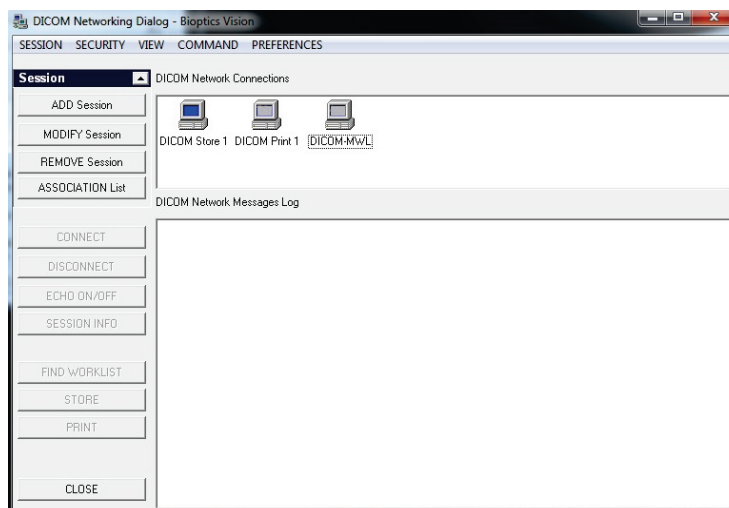 DICOM Networking Dialog - Bioptics Vision
SESSION SECURITY VIEW COMMAND PREFERENCES
Session
DICOM Network Connections
ADD Session
MODIFY Session
REMOVE Session
ASSOCIATION List
DICOM Store 1 DICOM Print 1 DICOM-MWL
DICOM Network Messages Log
CONNECT
DISCONNECT
ECHO ON/OFF
SESSION INFO
FIND WORKLIST
STORE
PRINT
CLOSE